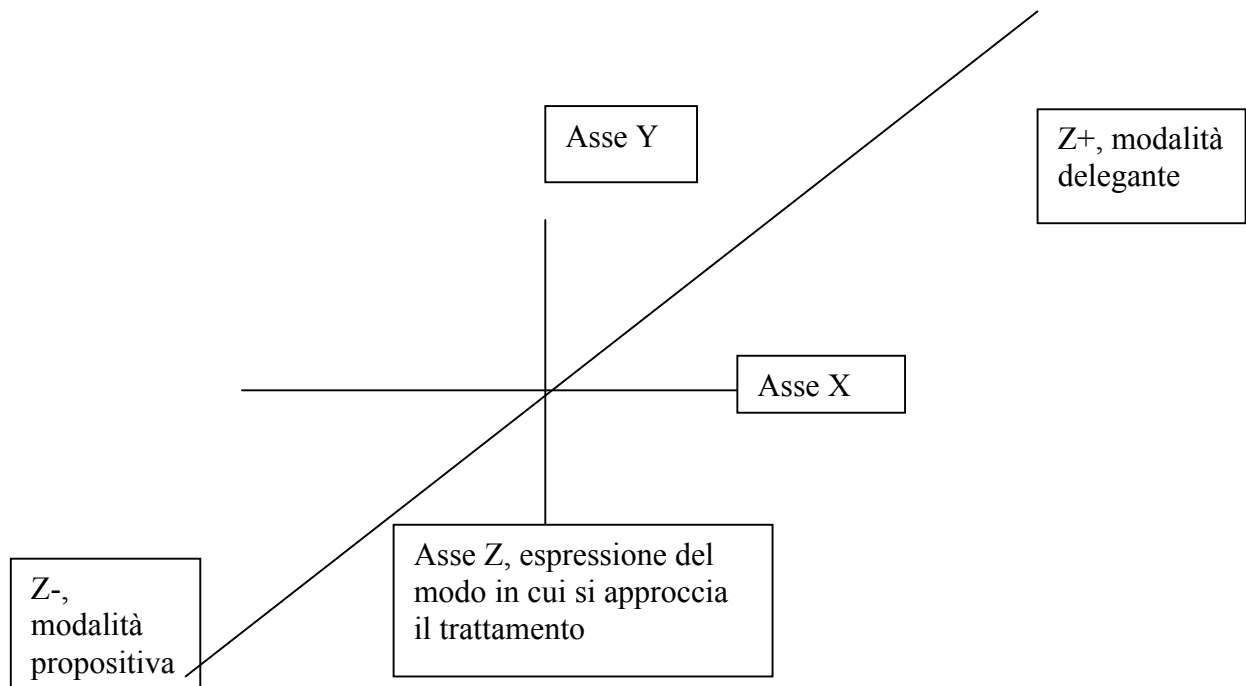 Asse Y
Z+, modalità
delegante
Asse X
Asse Z, espressione del
modo in cui si approccia
il trattamento
Z-,
modalità
propositiva